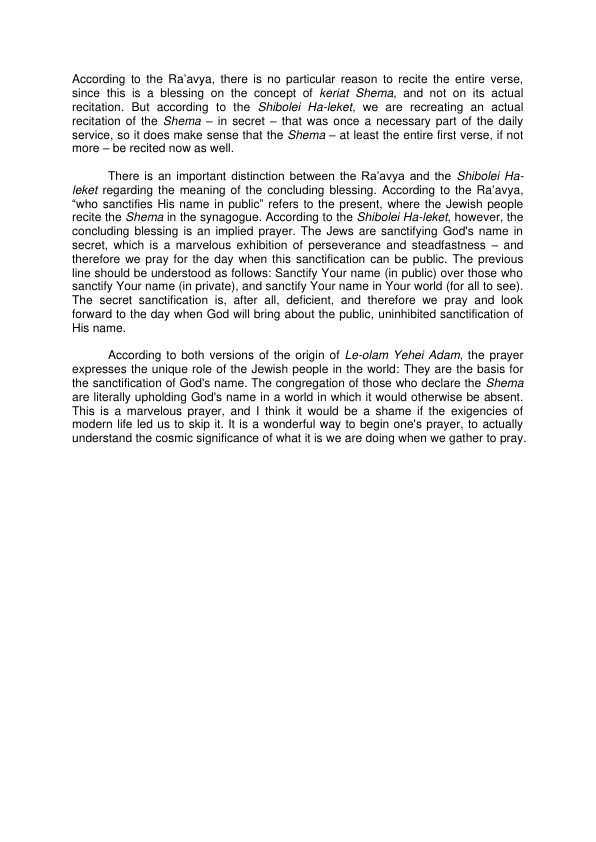 According to the Ra’avya, there is no particular reason to recite the entire verse,
since this is a blessing on the concept of keriat Shema, and not on its actual
recitation. But according to the Shibolei Ha-leket, we are recreating an actual
recitation of the Shema – in secret – that was once a necessary part of the daily
service, so it does make sense that the Shema – at least the entire first verse, if not
more – be recited now as well.
There is an important distinction between the Ra’avya and the Shibolei Ha-
leket regarding the meaning of the concluding blessing. According to the Ra’avya,
“who sanctifies His name in public” refers to the present, where the Jewish people
recite the Shema in the synagogue. According to the Shibolei Ha-leket, however, the
concluding blessing is an implied prayer. The Jews are sanctifying God's name in
secret, which is a marvelous exhibition of perseverance and steadfastness – and
therefore we pray for the day when this sanctification can be public. The previous
line should be understood as follows: Sanctify Your name (in public) over those who
sanctify Your name (in private), and sanctify Your name in Your world (for all to see).
The secret sanctification is, after all, deficient, and therefore we pray and look
forward to the day when God will bring about the public, uninhibited sanctification of
His name.
According to both versions of the origin of Le-olam Yehei Adam, the prayer
expresses the unique role of the Jewish people in the world: They are the basis for
the sanctification of God's name. The congregation of those who declare the Shema
are literally upholding God's name in a world in which it would otherwise be absent.
This is a marvelous prayer, and I think it would be a shame if the exigencies of
modern life led us to skip it. It is a wonderful way to begin one's prayer, to actually
understand the cosmic significance of what it is we are doing when we gather to pray.